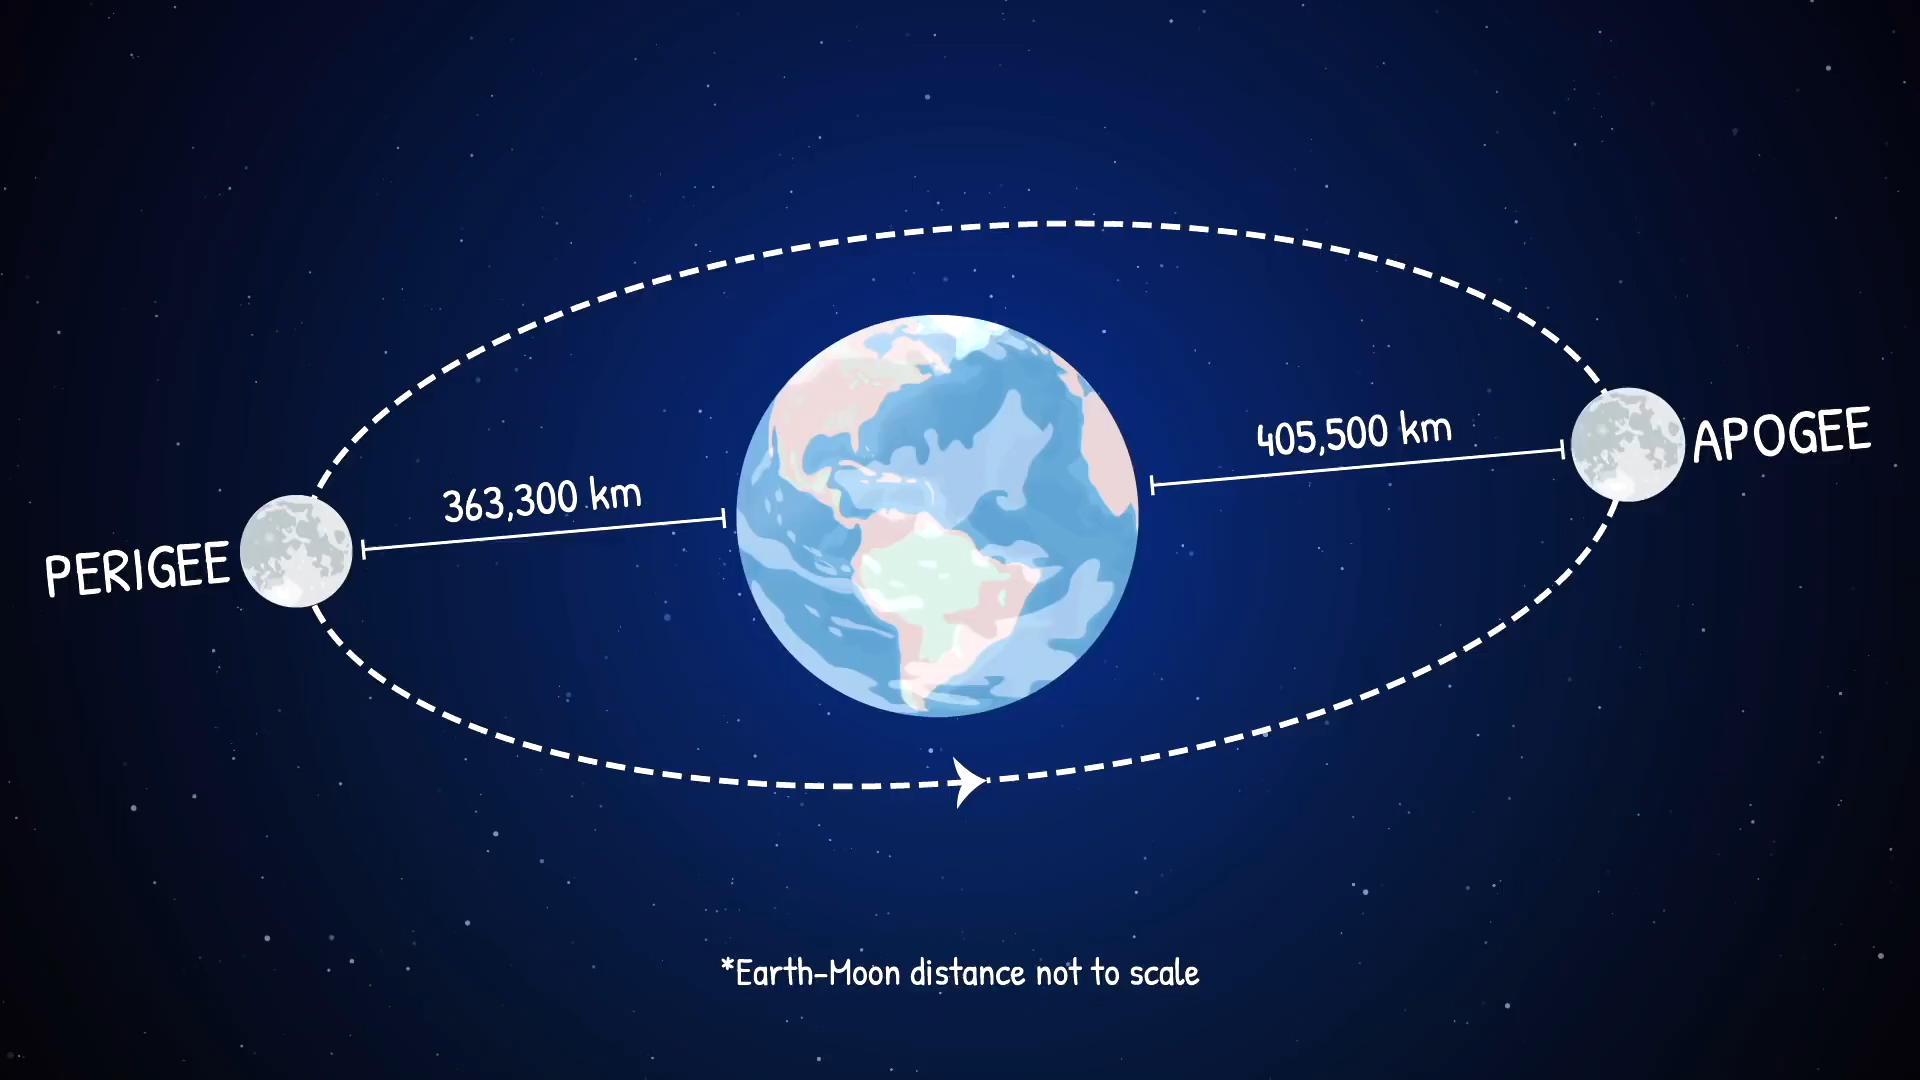 405,500 km
APOGEE
363,300 km
PERIGEE
*Earth-Moon distance not to scale